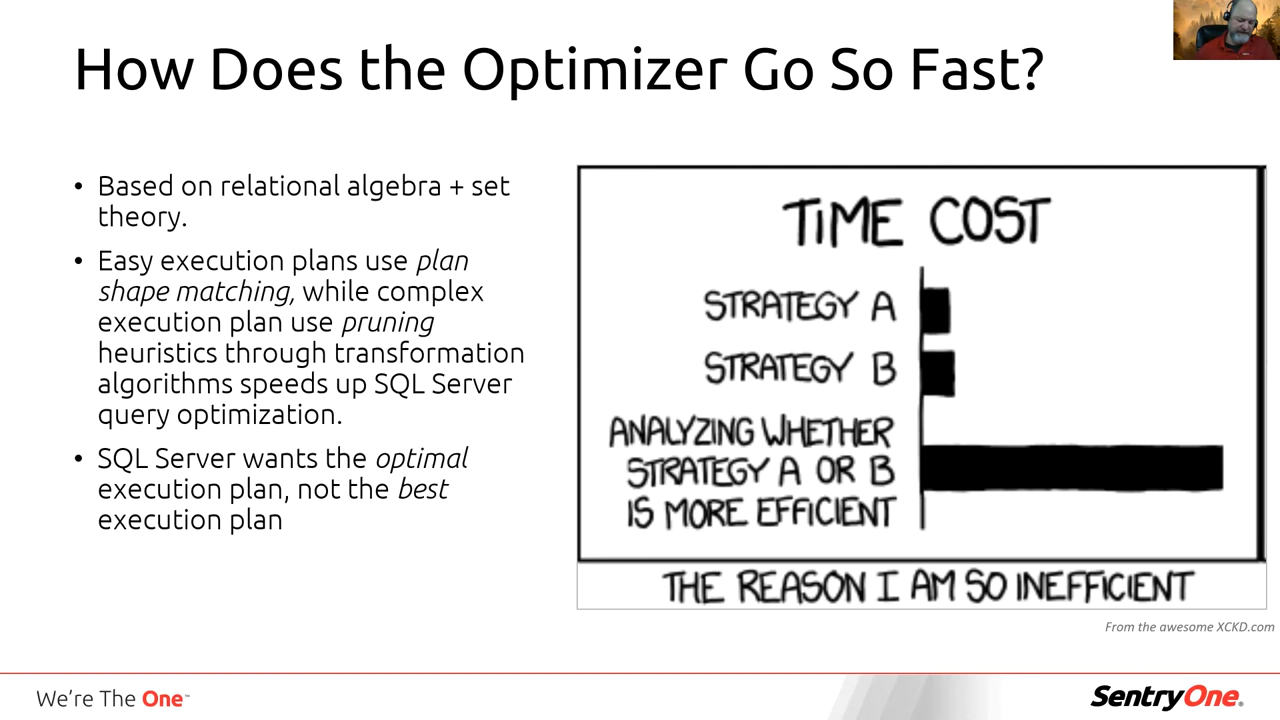 How Does the Optimizer Go So Fast?
• Based on relational algebra + set
theory.
• Easy execution plans use plan
shape matching, while complex
execution plan use pruning
heuristics through transformation
algorithms speeds up SQL Server
query optimization.
• SQL Server wants the optimal
execution plan, not the best
execution plan
TIME COST
STRATEGY A
STRATEGY B
ANALYZING WHETHER
STRATEGY A OR B
IS MORE EFFICIENT
THE REASON I AM SO INEFFICIENT
From the awesome XCKD.com
We're The One™
SentryOne®